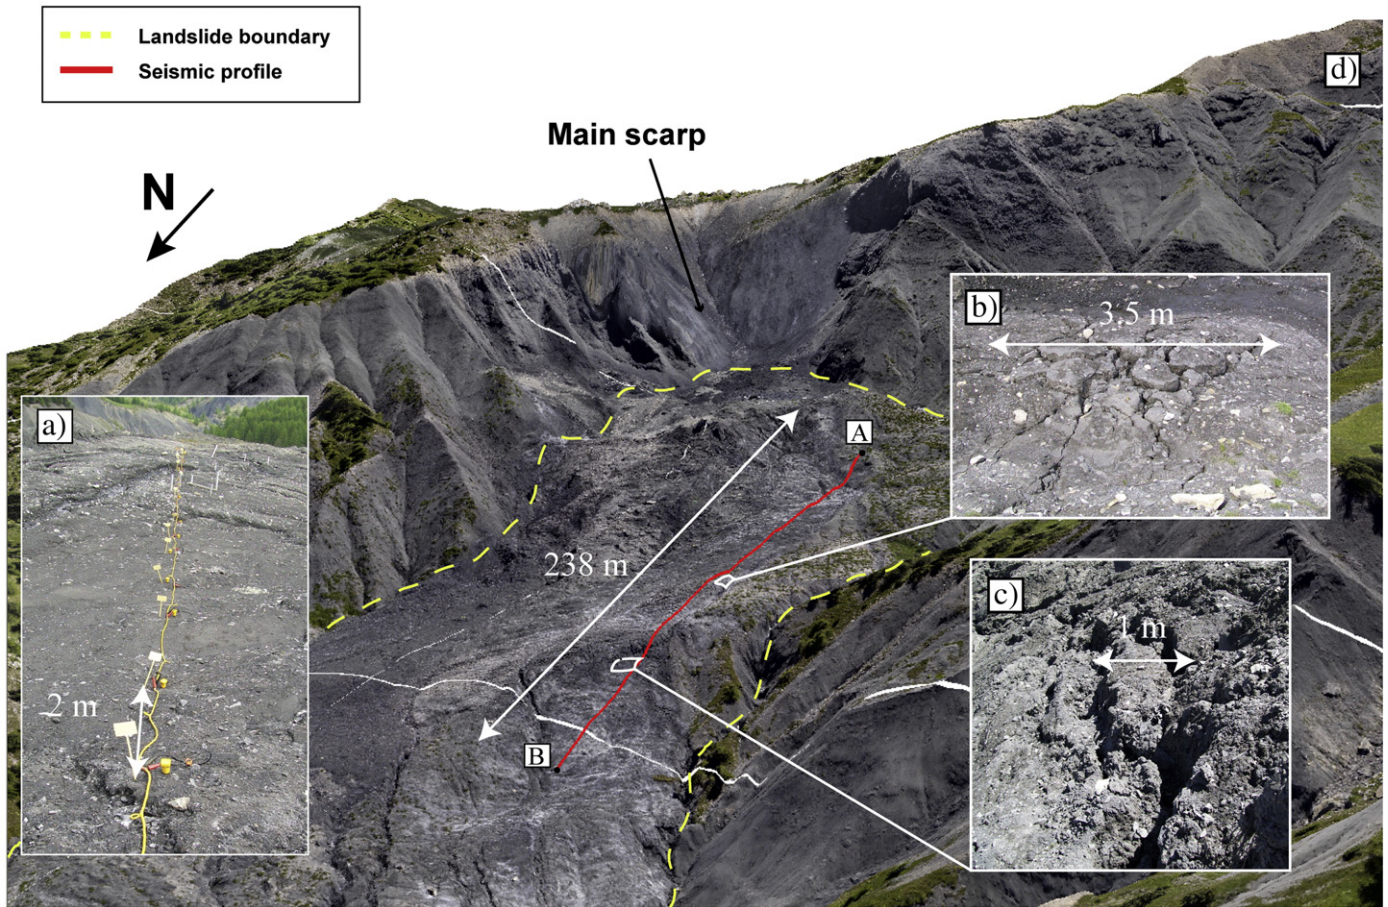 Landslide boundary
Seismic profile
d)
Main scarp
N
b)
3.5 m
a)
A
238 m
c)
1 m
2 m
B